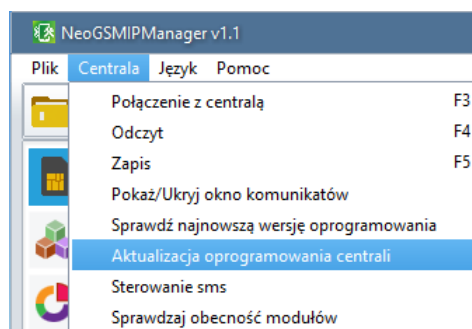 NeoGSMIPManager v1.1
Plik Centrala Język Pomoc
Połączenie z centralą F3
Odczyt F4
Zapis F5
Pokaż/Ukryj okno komunikatów
Sprawdź najnowszą wersję oprogramowania
Aktualizacja oprogramowania centrali
Sterowanie sms
Sprawdzaj obecność modułów